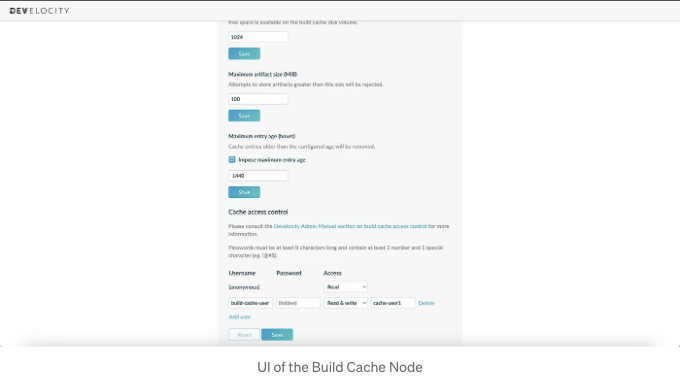 DEVELOCITY
free space is available on the build cache disk volume.
1024
Save
Maximum artifact size (MB)
Attempts to store artifacts greater than this size will be rejected.
100
Save
Maximum entry age (hours)
Cache entries older than the configured age will be removed.
Impose maximum entry age
1440
Save
Cache access control
Please consult the Develocity Admin Manual section on build cache access control for more
information.
Passwords must be at least 8 characters long and contain at least 1 number and 1 special
character (eg. !@#$).
Username Password Access
(anonymous) Read
build-cache-user (hidden) Read & write cache-user1 Delete
Add user
Reset Save
UI of the Build Cache Node